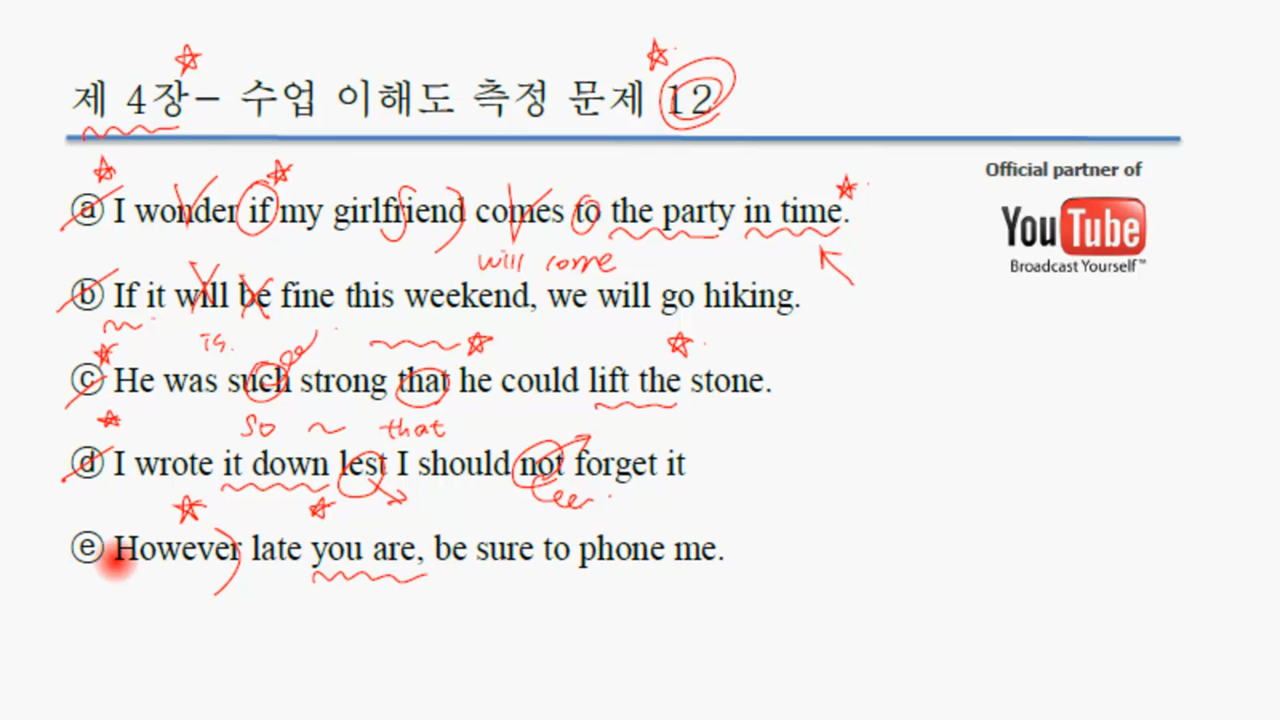 제 4장– 수업 이해도 측정 문제 12
Official partner of
YouTube
Broadcast Yourself™
ⓐ I wonder if my girlfriend comes to the party in time.
will come
ⓑ If it will be fine this weekend, we will go hiking.
is.
ⓒ He was such strong that he could lift the stone.
so ~ that
ⓓ I wrote it down lest I should not forget it
ⓔ However late you are, be sure to phone me.